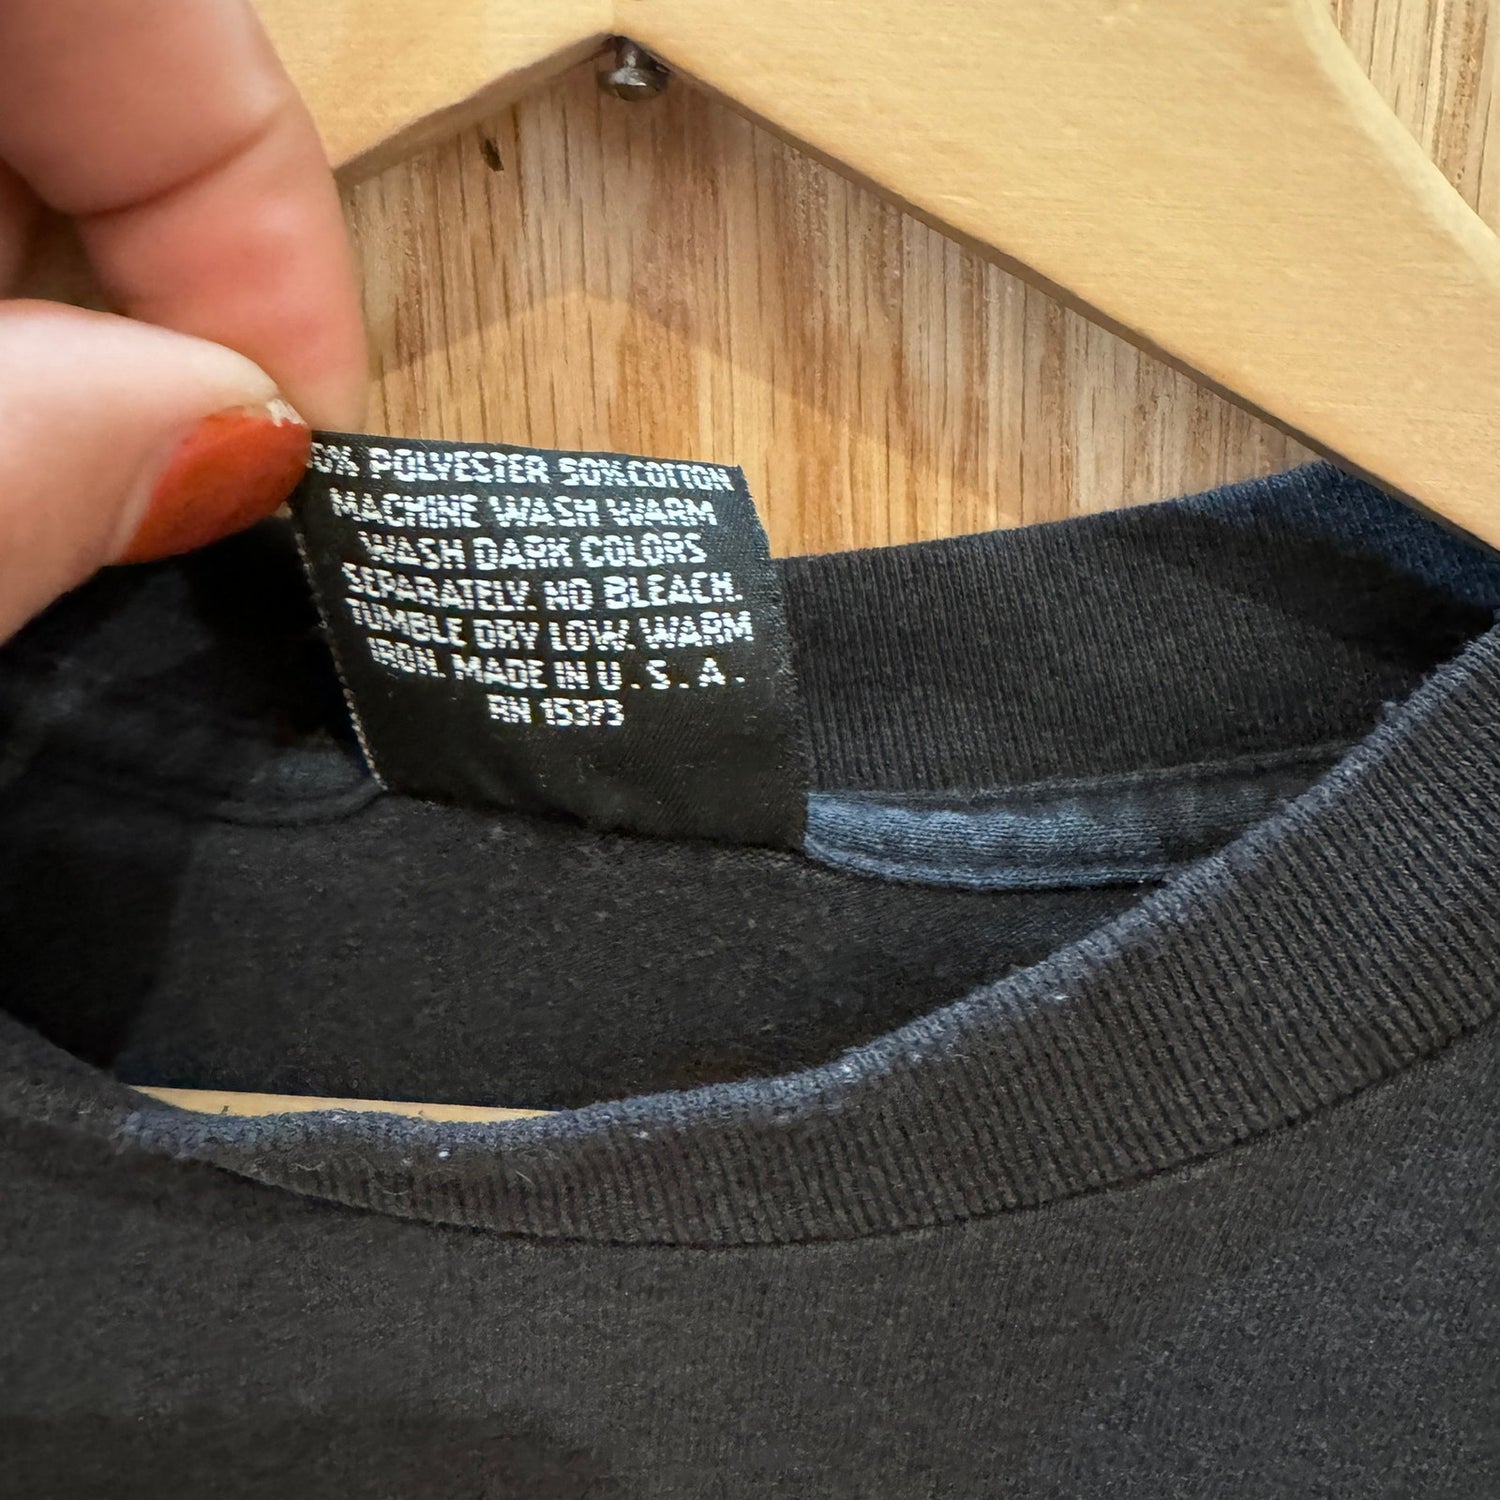 0% POLYESTER 50% COTTON
MACHINE WASH WARM
WASH DARK COLORS
SEPARATELY. NO BLEACH.
TUMBLE DRY LOW. WARM
IRON. MADE IN U.S.A.
RN 15373